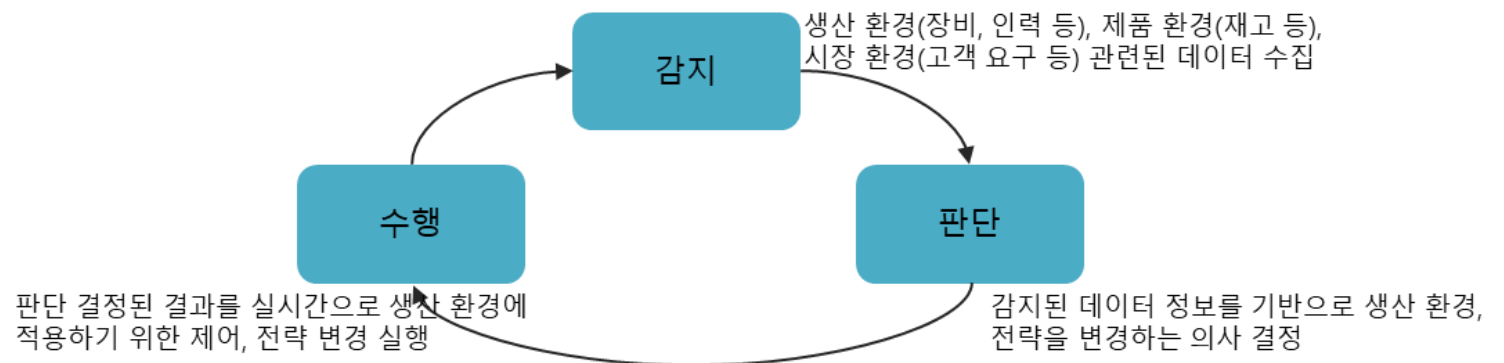 감지
생산 환경(장비, 인력 등), 제품 환경(재고 등),
시장 환경(고객 요구 등) 관련된 데이터 수집
판단
감지된 데이터 정보를 기반으로 생산 환경,
전략을 변경하는 의사 결정
수행
판단 결정된 결과를 실시간으로 생산 환경에
적용하기 위한 제어, 전략 변경 실행